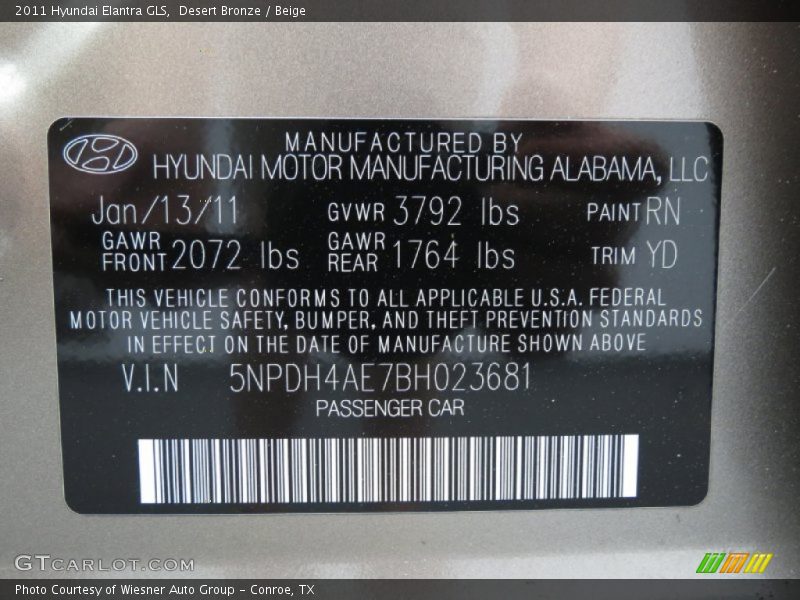 2011 Hyundai Elantra GLS, Desert Bronze / Beige
MANUFACTURED BY
HYUNDAI MOTOR MANUFACTURING ALABAMA, LLC
Jan/13/11 GVWR 3792 lbs PAINT RN
GAWR FRONT 2072 lbs GAWR REAR 1764 lbs TRIM YD
THIS VEHICLE CONFORMS TO ALL APPLICABLE U.S.A. FEDERAL
MOTOR VEHICLE SAFETY, BUMPER, AND THEFT PREVENTION STANDARDS
IN EFFECT ON THE DATE OF MANUFACTURE SHOWN ABOVE
V.I.N 5NPDH4AE7BH023681
PASSENGER CAR
GTCARLOT.COM
Photo Courtesy of Wiesner Auto Group - Conroe, TX